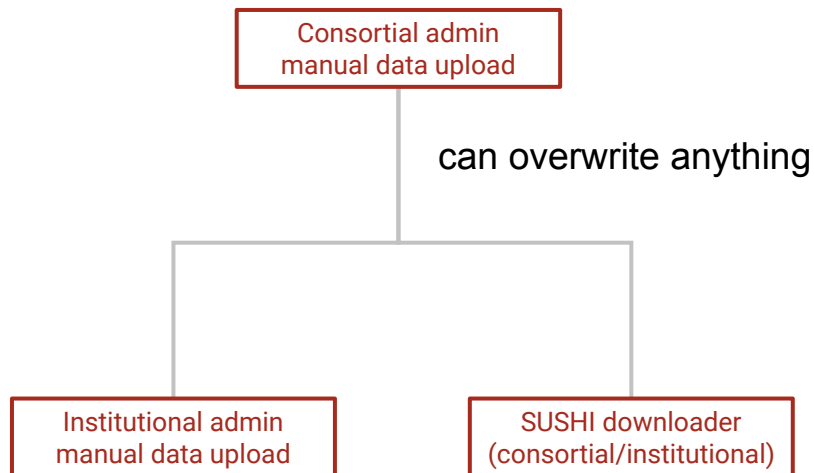 Consortial admin
manual data upload
can overwrite anything
Institutional admin
manual data upload
SUSHI downloader
(consortial/institutional)